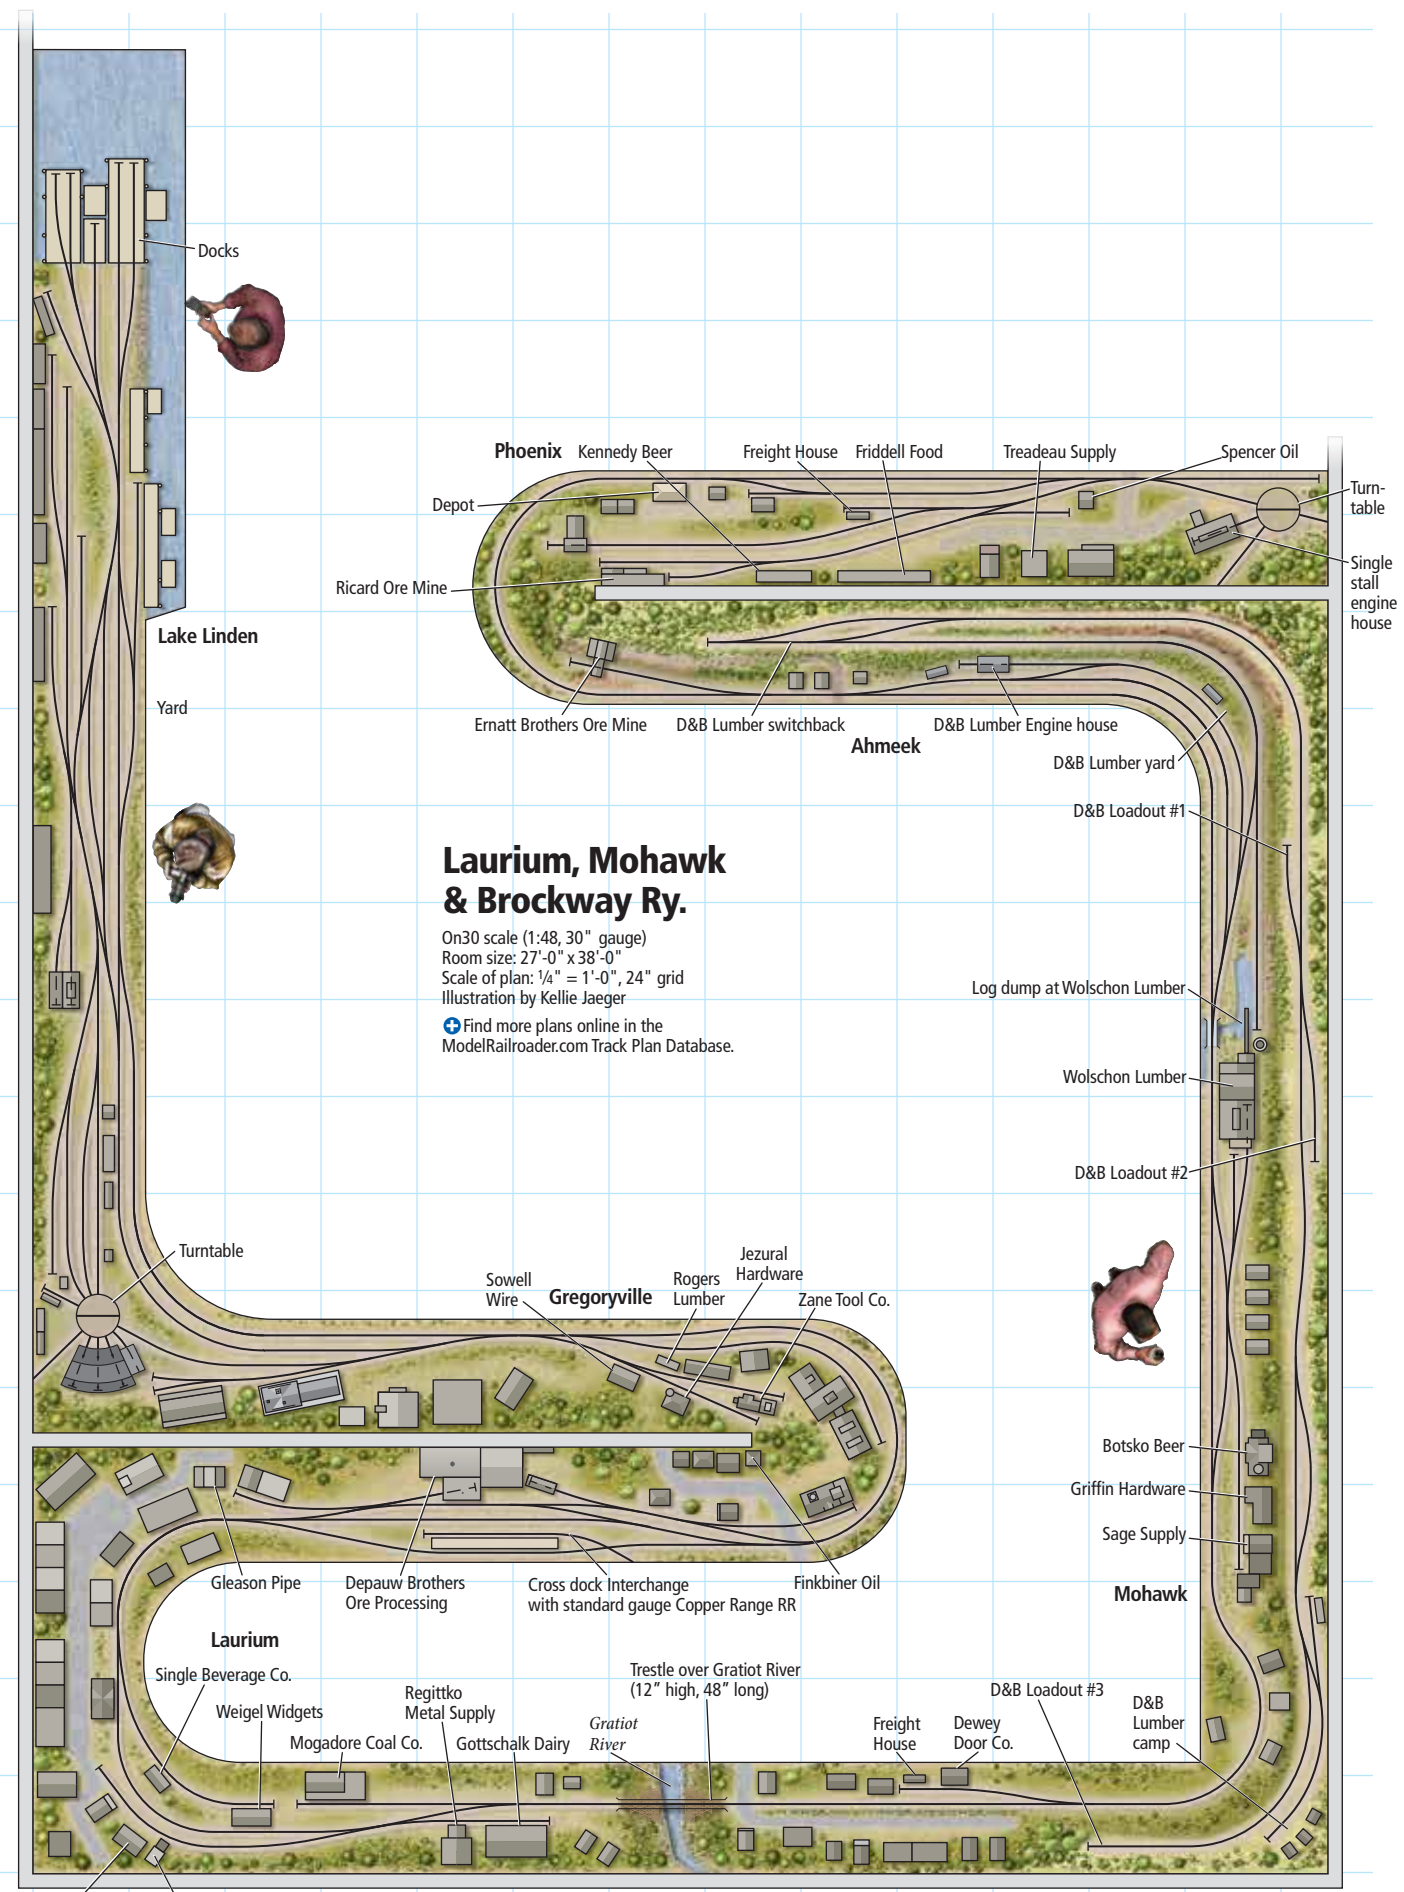 Docks
Phoenix
Kennedy Beer
Freight House
Friddell Food
Treadeau Supply
Spencer Oil
Depot
Turn-
table
Ricard Ore Mine
Single
stall
engine
house
Lake Linden
Yard
Ernatt Brothers Ore Mine
D&B Lumber switchback
D&B Lumber Engine house
Ahmeek
D&B Lumber yard
D&B Loadout #1
Laurium, Mohawk
& Brockway Ry.
On30 scale (1:48, 30" gauge)
Room size: 27'-0" x 38'-0"
Scale of plan: 1/4" = 1'-0", 24" grid
Illustration by Kellie Jaeger
Find more plans online in the
ModelRailroader.com Track Plan Database.
Log dump at Wolschon Lumber
Wolschon Lumber
D&B Loadout #2
Turntable
Sowell
Wire
Gregoryville
Rogers
Lumber
Jezural
Hardware
Zane Tool Co.
Botsko Beer
Griffin Hardware
Sage Supply
Mohawk
Gleason Pipe
Depauw Brothers
Ore Processing
Cross dock Interchange
with standard gauge Copper Range RR
Finkbiner Oil
Laurium
Single Beverage Co.
Weigel Widgets
Mogadore Coal Co.
Regittko
Metal Supply
Gottschalk Dairy
Gratiot
River
Trestle over Gratiot River
(12” high, 48” long)
Freight
House
Dewey
Door Co.
D&B Loadout #3
D&B
Lumber
camp